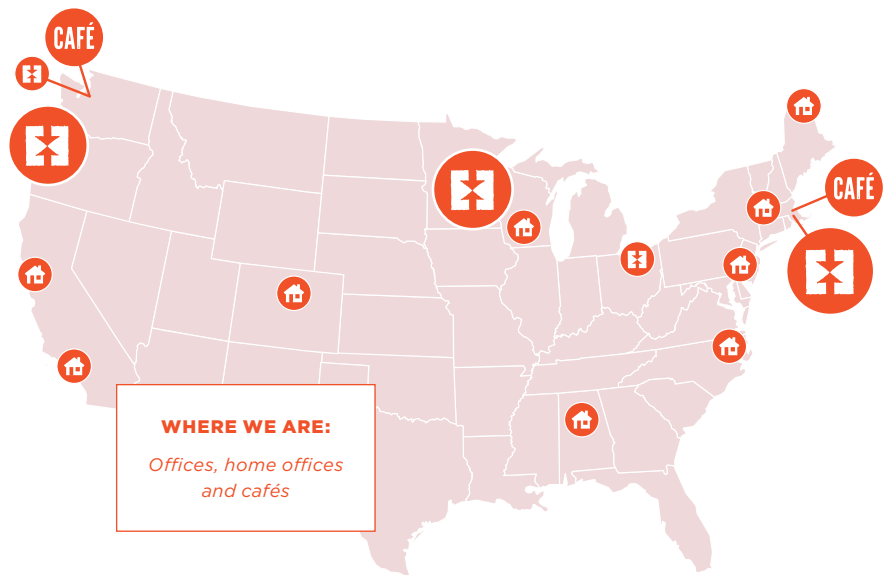 CAFÉ
CAFÉ
WHERE WE ARE:
Offices, home offices
and cafés